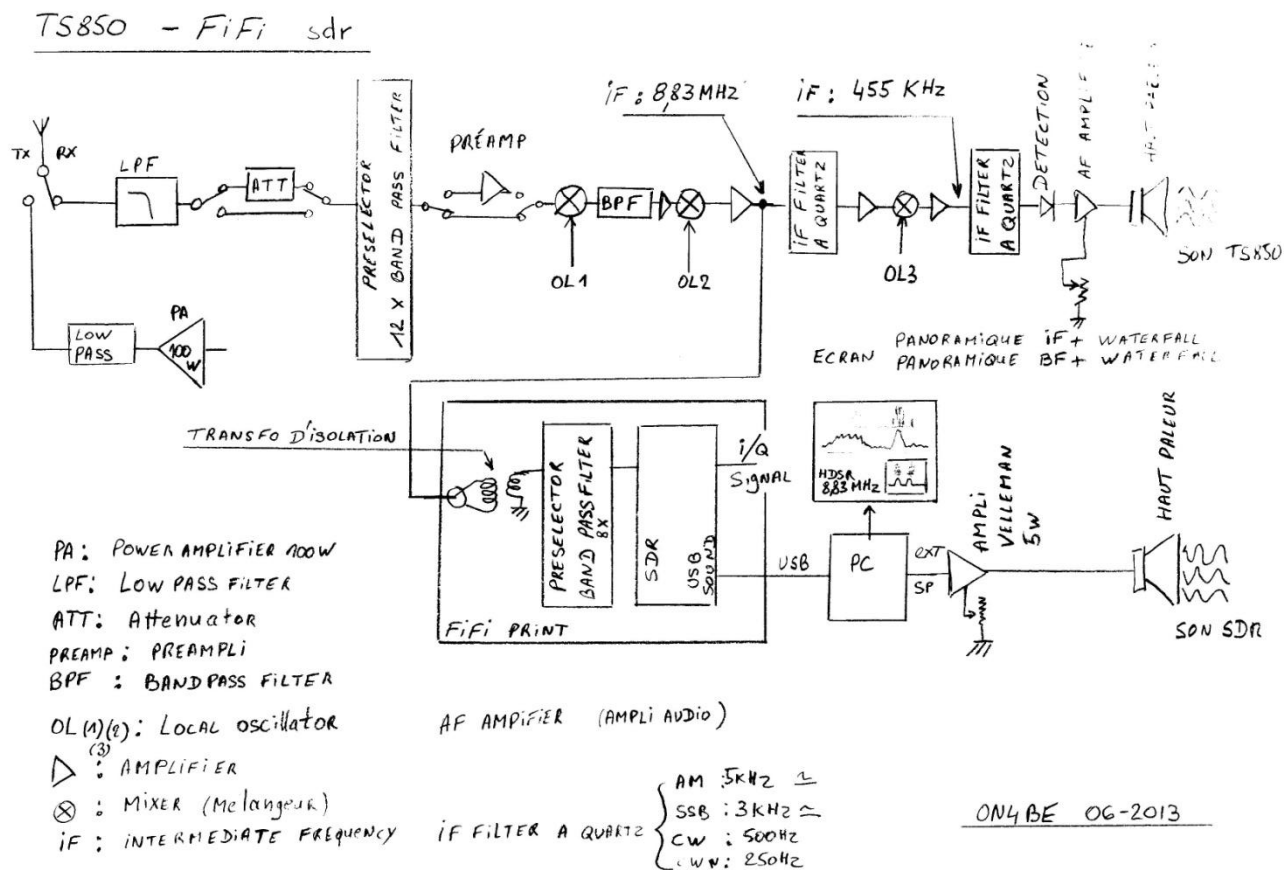 TS850 - FiFi sdr
TX
RX
LPF
ATT
PRESELECTOR
12 X BAND PASS FILTER
PRÉAMP
OL1
BPF
OL2
iF : 8,83 MHz
iF FILTER
A QUARTZ
OL3
iF : 455 KHz
iF FILTER
A QUARTZ
DETECTION
AF AMPLIF
HAUT
SON TS850
PA
100
W
LOW
PASS
ECRAN
PANORAMIQUE iF + WATERFALL
PANORAMIQUE BF + WATERFALL
TRANSFO D'iSOLATION
PRESELECTOR
BAND PASS FILTER
8X
SDR
USB
SOUND
i/Q
SigNAL
FiFi PRINT
USB
HDSR
8,83 MHz
PC
exT
SP
AMPLI
VELLEMAN
5W
HAUT PALEUR
SON SDR
PA : POWER AMPLIFIER 100W
LPF : LOW PASS FiLTER
ATT : Attenuator
PREAMP : PREAMPLI
BPF : BANDPASS FiLTER
OL (1)(2) : LOCAL oscillator
(3)
: AMPLIFIER
: MiXER (Melangeur)
iF : iNTERMEDiATE FREQUENCY
AF AMPiFIER (AMPLI AUDIO)
iF FiLTER A QUARTZ
AM : 5KHZ ≃
SSB : 3KHZ ≃
CW : 500HZ
CWN : 250HZ
ON4BE 06-2013